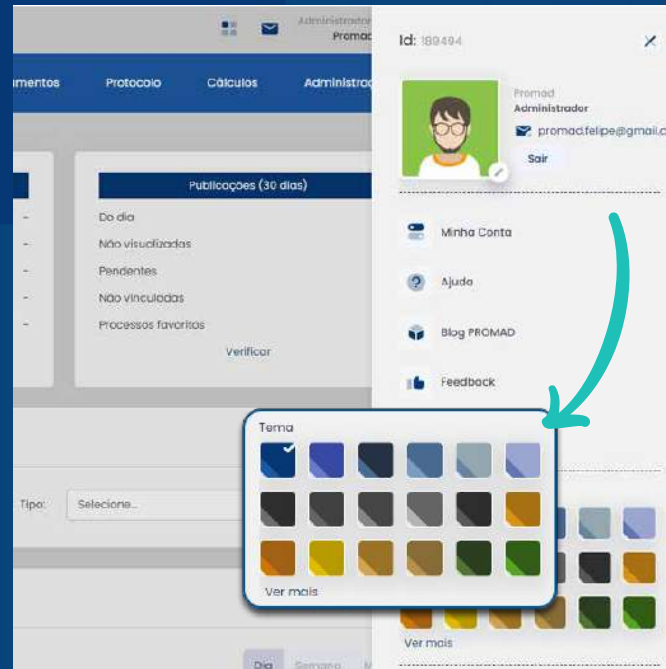 Administrador
Promad
Id: 189494
Protocolo
Cálculos
Promad
Administrador
promad.felipe@gmail.c
Sair
Publicações (30 dias)
Do dia
Não visualizadas
Pendentes
Não vinculadas
Processos favoritos
Verificar
Minha Conta
Ajuda
Blog PROMAD
Feedback
Tema
Ver mais
Tipo:
Selecione...
Ver mais
Dia
Semana